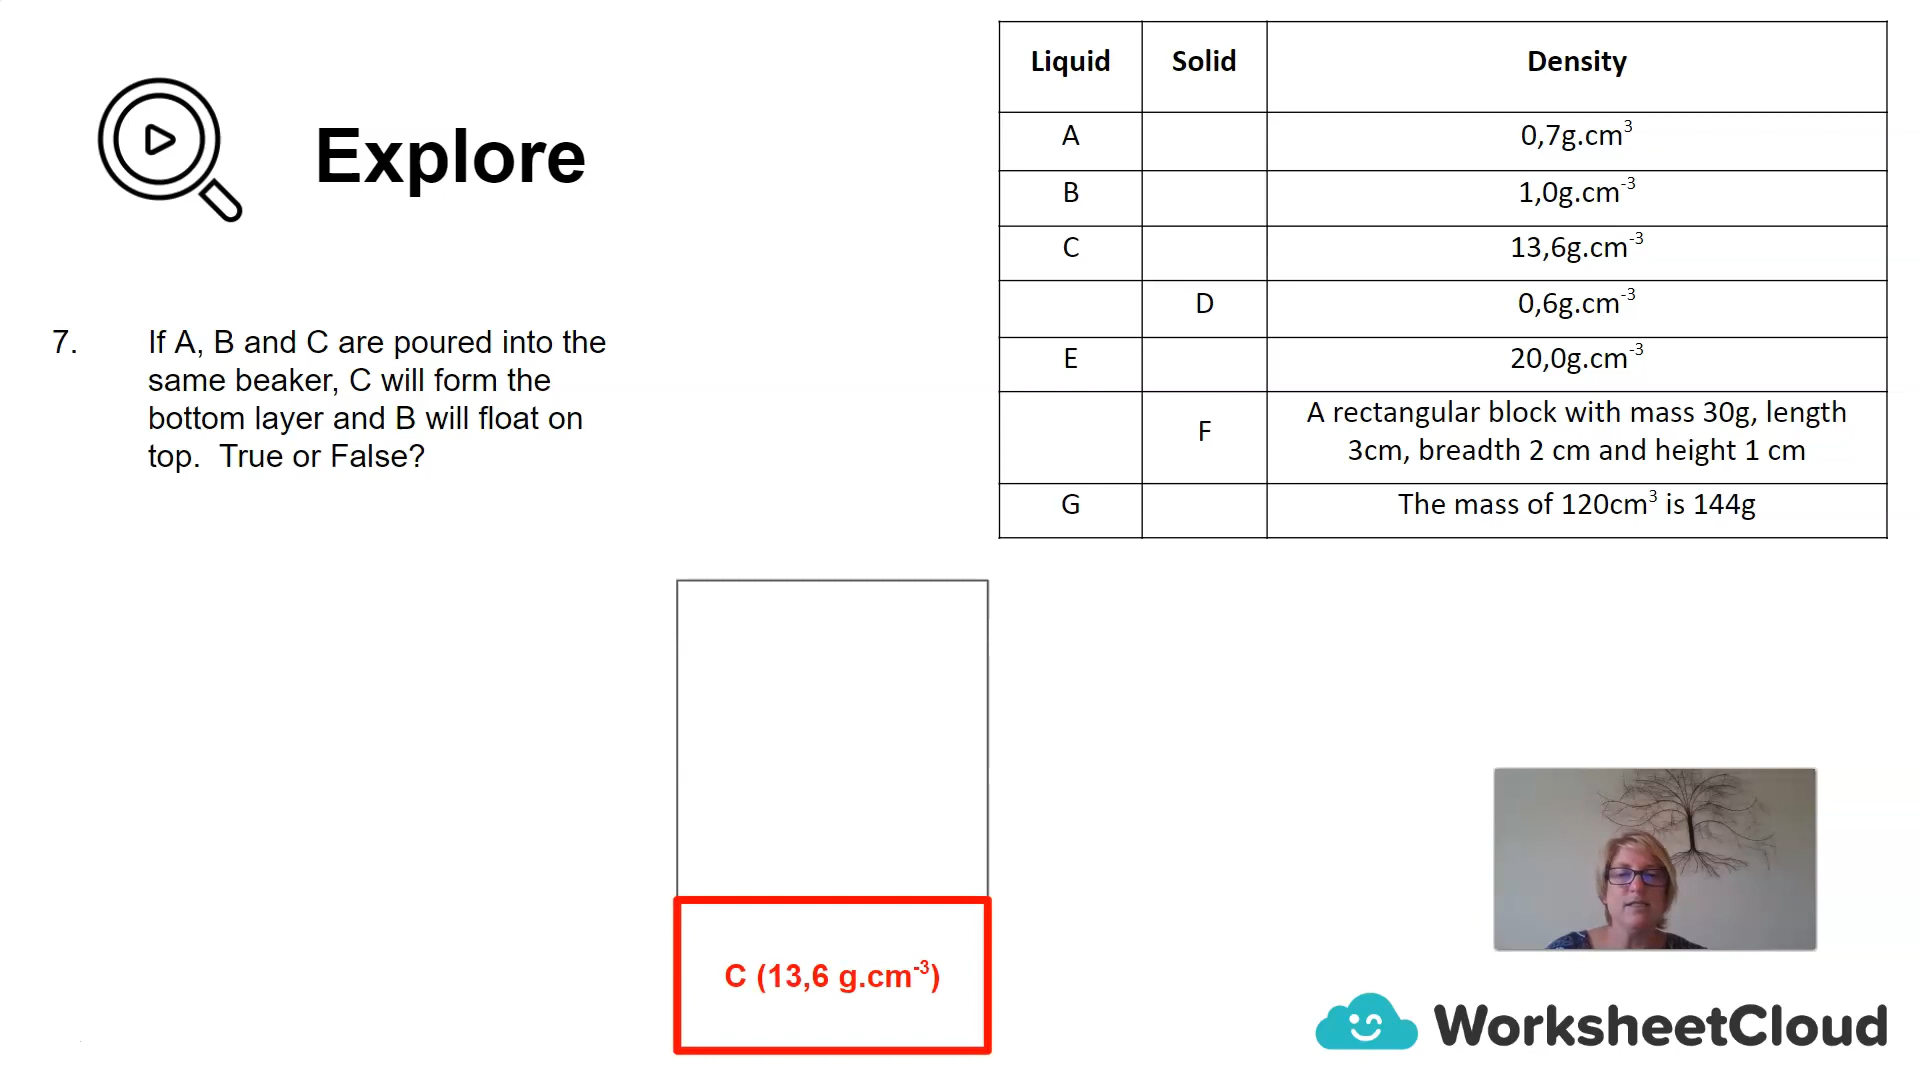 Explore
7. If A, B and C are poured into the
same beaker, C will form the
bottom layer and B will float on
top. True or False?
Liquid Solid Density
A 0,7g.cm³
B 1,0g.cm⁻³
C 13,6g.cm⁻³
D 0,6g.cm⁻³
E 20,0g.cm⁻³
F A rectangular block with mass 30g, length
3cm, breadth 2 cm and height 1 cm
G The mass of 120cm³ is 144g
C (13,6 g.cm⁻³)
WorksheetCloud